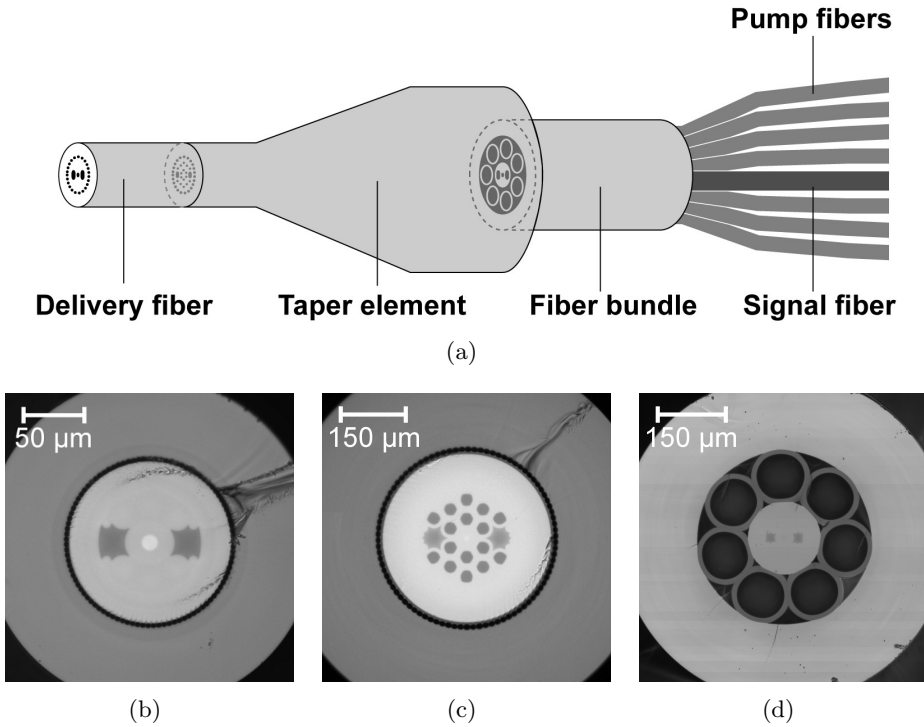 Pump fibers
Delivery fiber
Taper element
Fiber bundle
Signal fiber
(a)
50 µm
150 µm
150 µm
(b)
(c)
(d)